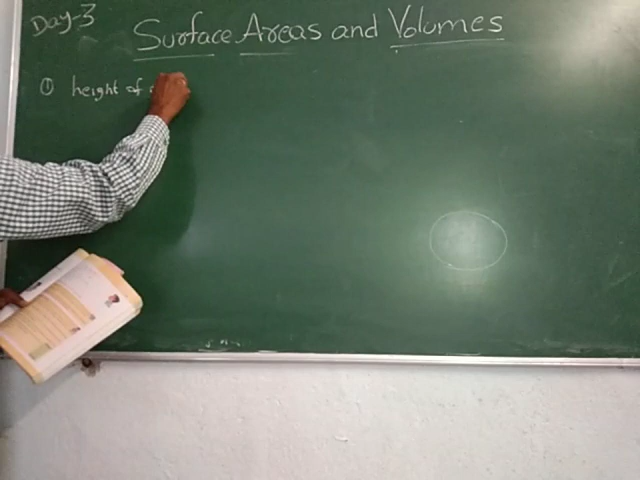 Day-3
Surface Areas and Volumes
① height of